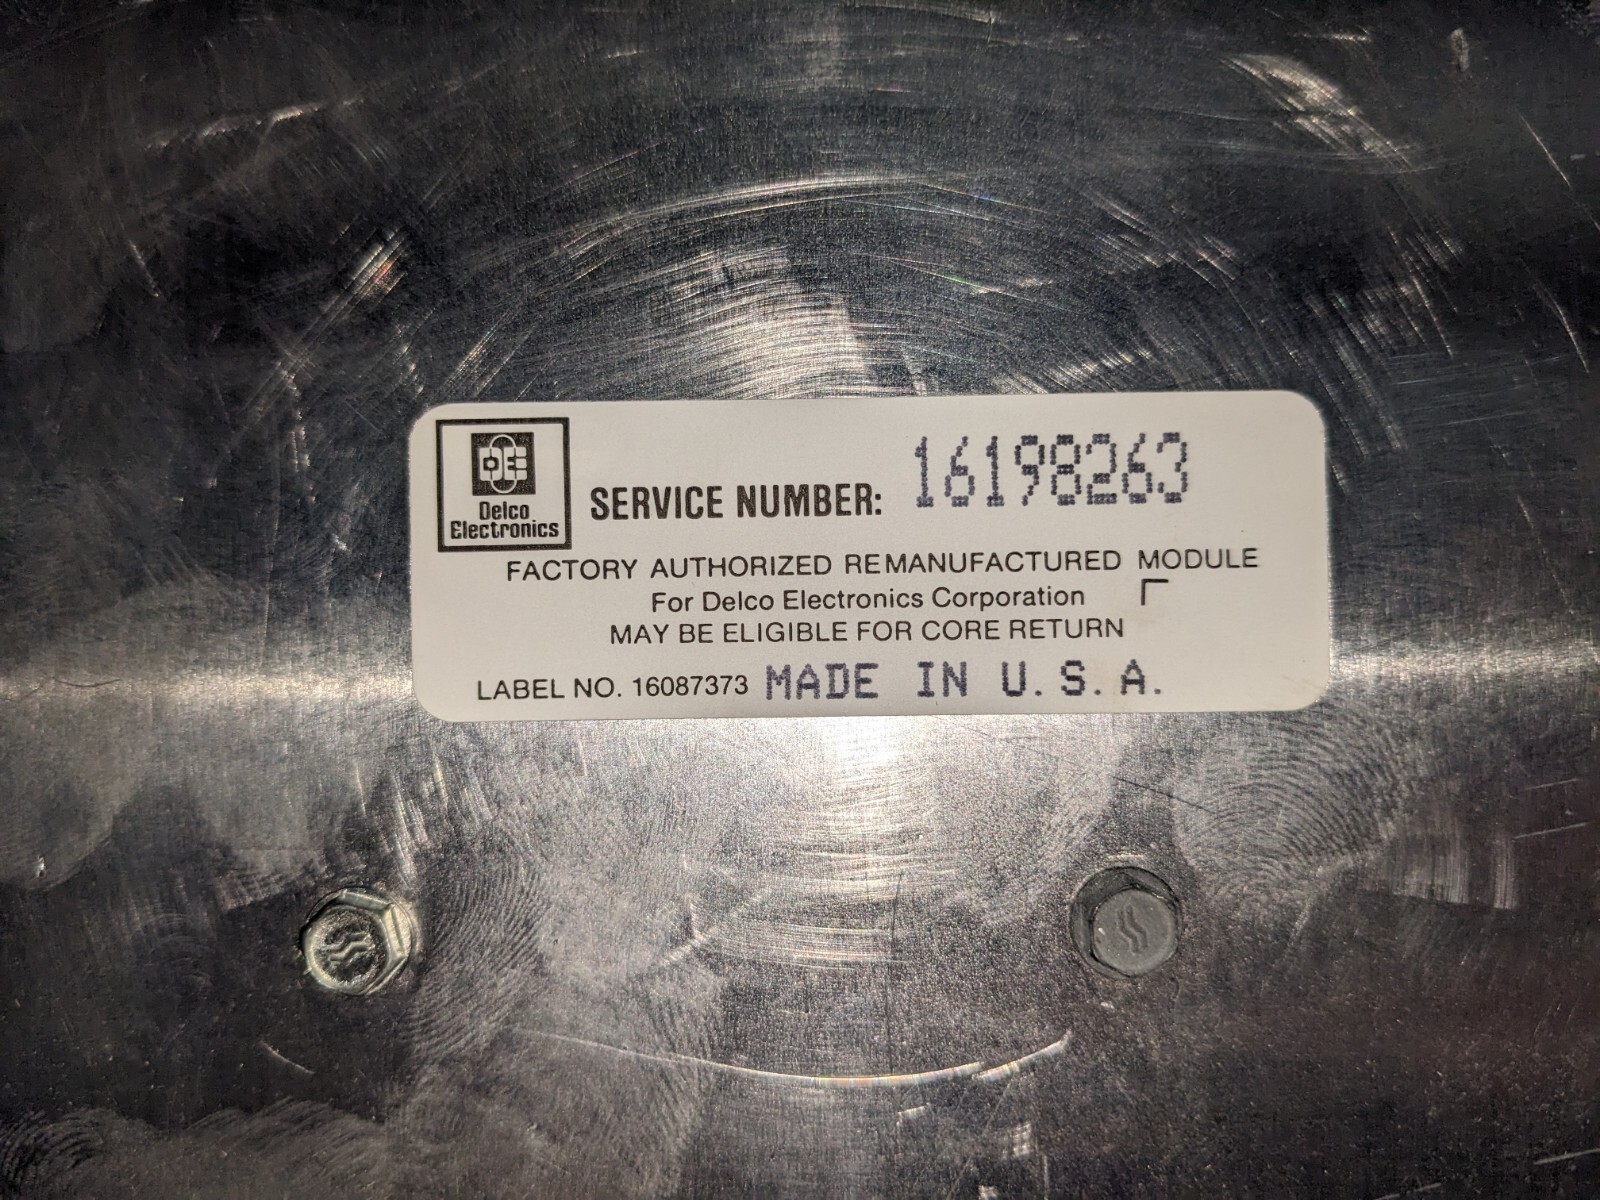 DE
Delco
Electronics
SERVICE NUMBER: 16198263
FACTORY AUTHORIZED REMANUFACTURED MODULE
For Delco Electronics Corporation
MAY BE ELIGIBLE FOR CORE RETURN
LABEL NO. 16087373 MADE IN U.S.A.